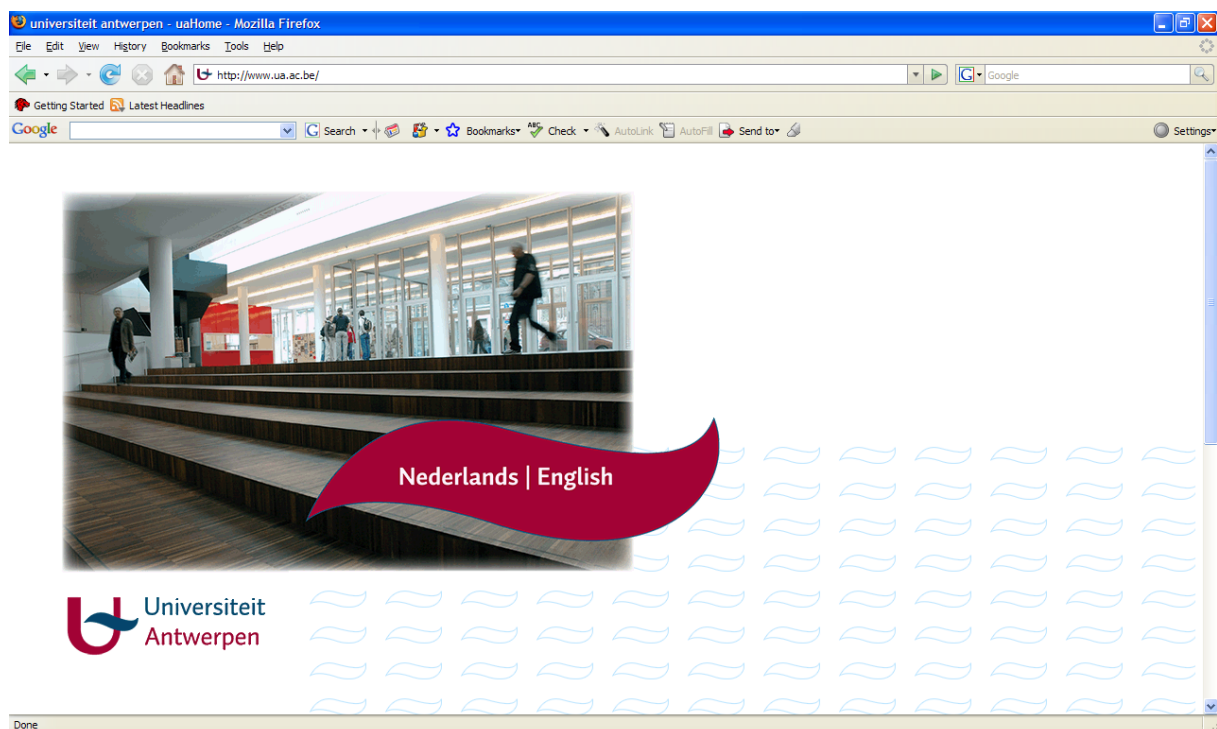 universiteit antwerpen - uaHome - Mozilla Firefox
File Edit View History Bookmarks Tools Help
http://www.ua.ac.be/ G Google
Getting Started Latest Headlines
Google G Search Bookmarks ABC Check AutoLink AutoFill Send to Settings
Nederlands | English
Universiteit
Antwerpen
Done